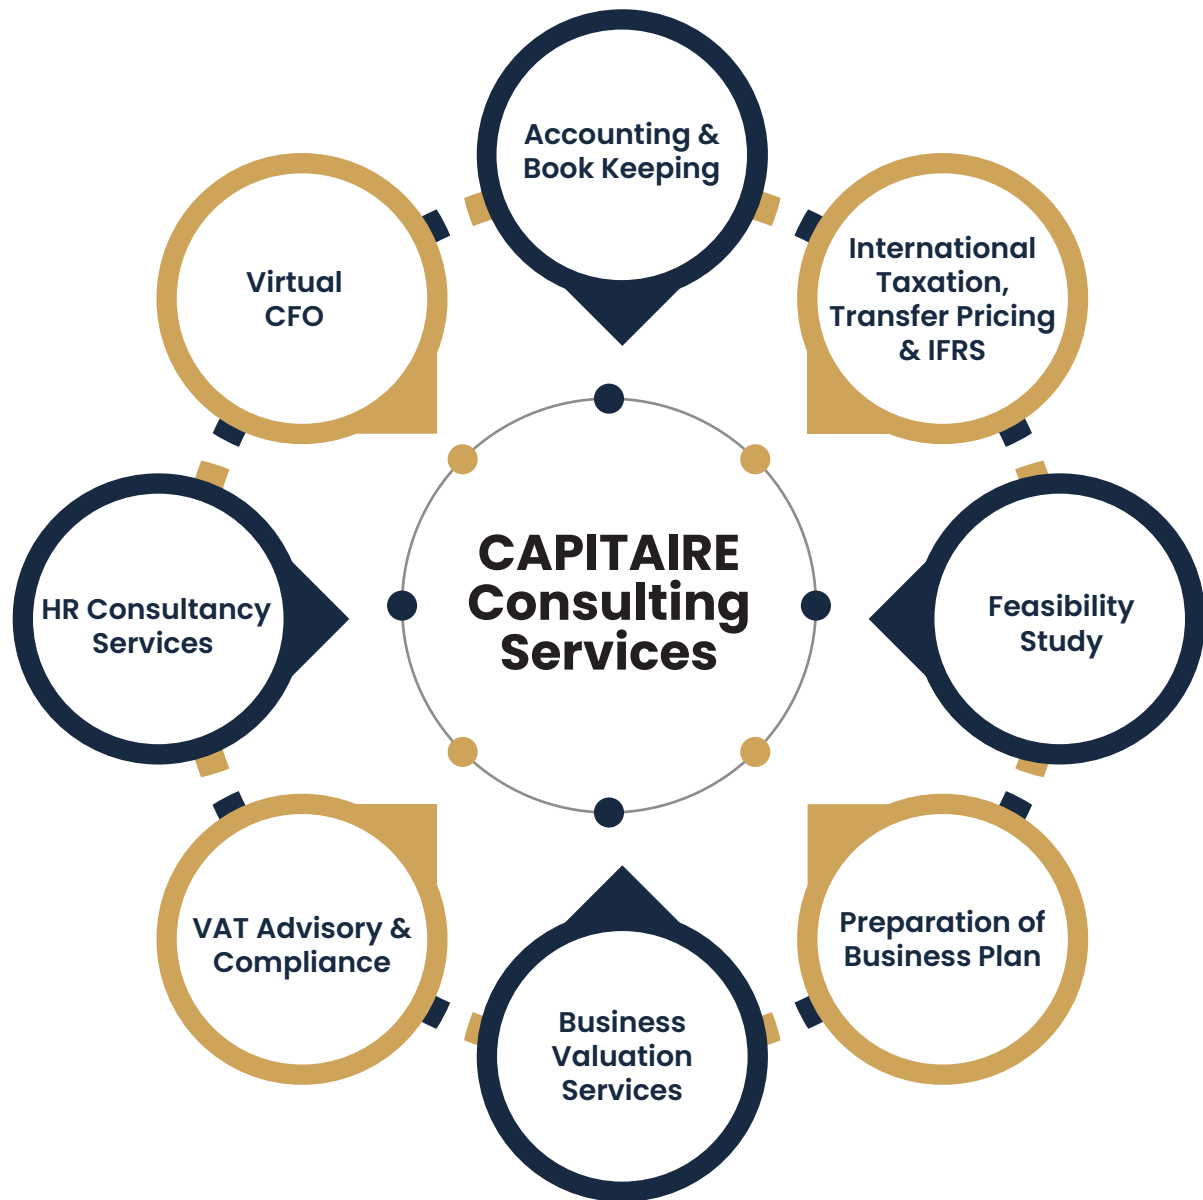 Accounting &
Book Keeping
International
Taxation,
Transfer Pricing
& IFRS
Virtual
CFO
CAPITAIRE
Consulting
Services
HR Consultancy
Services
Feasibility
Study
VAT Advisory &
Compliance
Preparation of
Business Plan
Business
Valuation
Services